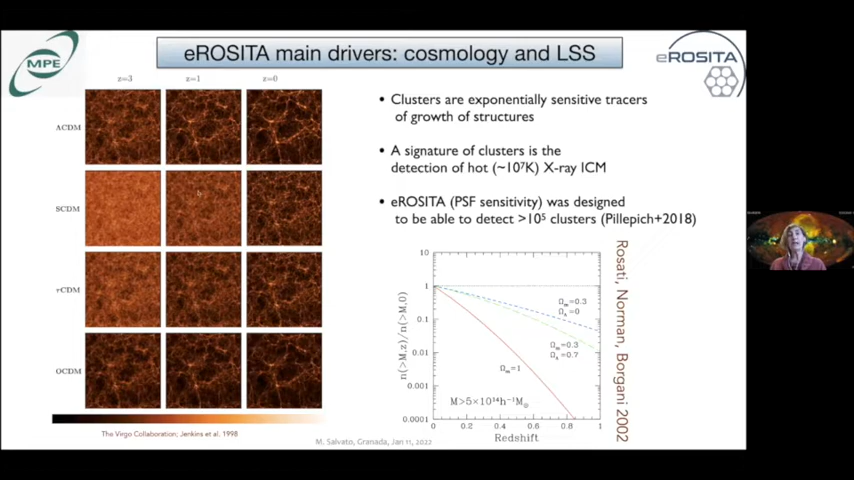 MPE
eROSITA main drivers: cosmology and LSS
eROSITA
z=3
z=1
z=0
ΛCDM
SCDM
τCDM
OCDM
The Virgo Collaboration; Jenkins et al. 1998
• Clusters are exponentially sensitive tracers
of growth of structures
• A signature of clusters is the
detection of hot (~10⁷K) X-ray ICM
• eROSITA (PSF sensitivity) was designed
to be able to detect >10⁵ clusters (Pillepich+2018)
n(>M,z)/n(>M,0)
10
1
0.1
0.01
0.001
0.0001
Ωm=0.3
ΩΛ=0
Ωm=0.3
ΩΛ=0.7
Ωm=1
M>5×10¹⁴h⁻¹M⊙
0 0.2 0.4 0.6 0.8 1
Redshift
Rosati, Norman, Borgani 2002
M. Salvato, Granada, Jan 11, 2022